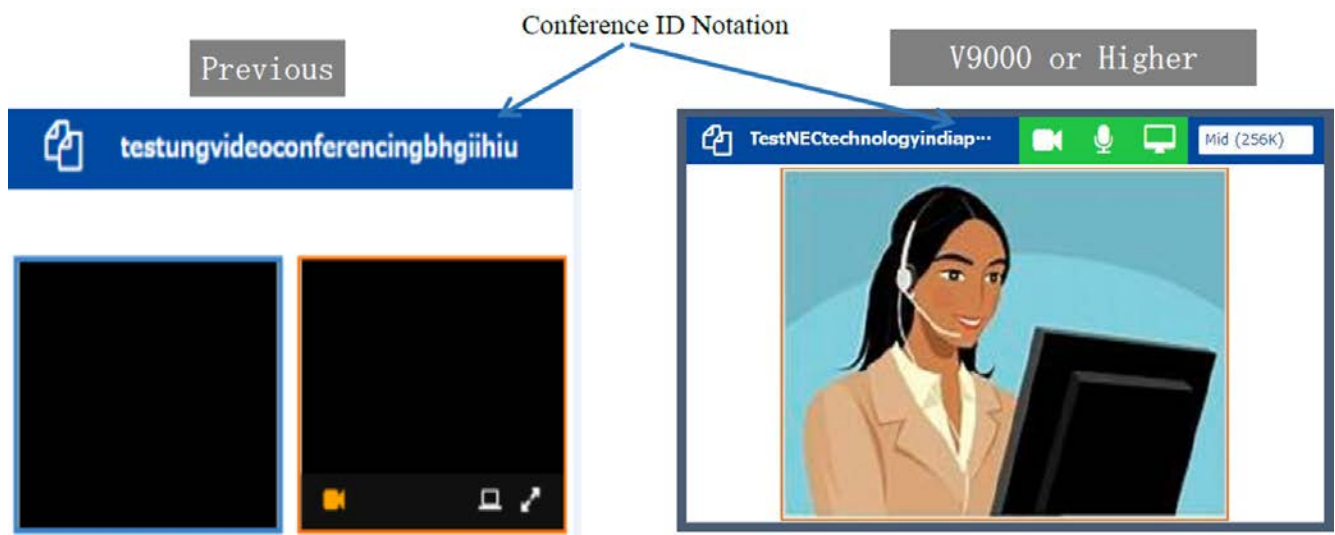 Conference ID Notation
Previous
V9000 or Higher
testungvideoconferencingbhgiihiu
TestNECtechnologyindiap···
Mid (256K)